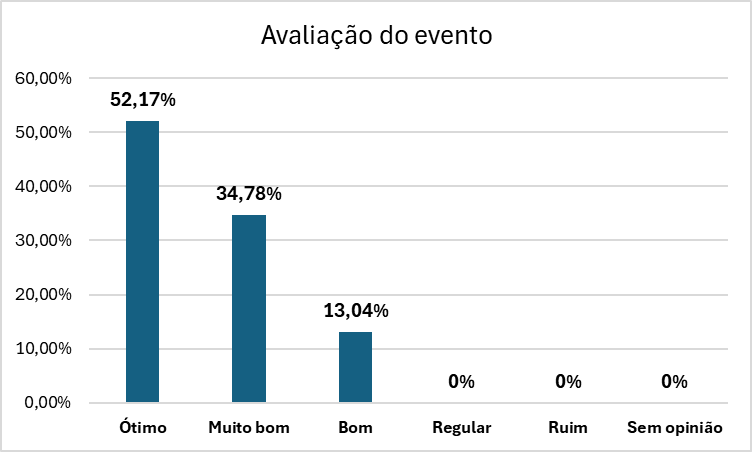 Avaliação do evento
60,00%
50,00%
40,00%
30,00%
20,00%
10,00%
0,00%
52,17%
34,78%
13,04%
0%
0%
0%
Ótimo
Muito bom
Bom
Regular
Ruim
Sem opinião